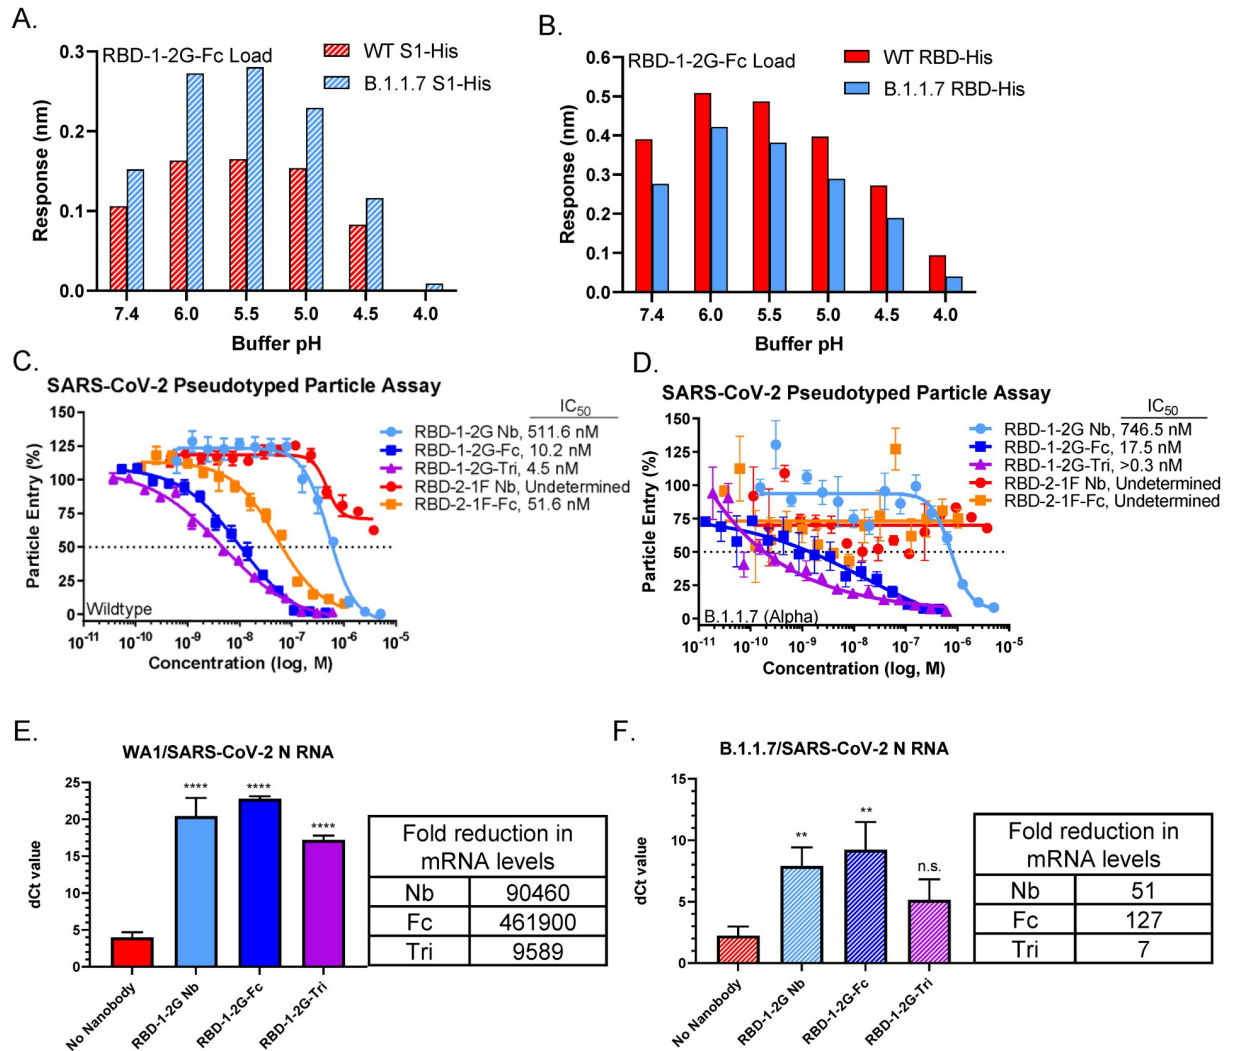 A.
RBD-1-2G-Fc Load
WT S1-His
B.1.1.7 S1-His
Response (nm)
0.3
0.2
0.1
0.0
7.4 6.0 5.5 5.0 4.5 4.0
Buffer pH
B.
RBD-1-2G-Fc Load
WT RBD-His
B.1.1.7 RBD-His
Response (nm)
0.6
0.5
0.4
0.3
0.2
0.1
0.0
7.4 6.0 5.5 5.0 4.5 4.0
Buffer pH
C.
SARS-CoV-2 Pseudotyped Particle Assay
IC50
RBD-1-2G Nb, 511.6 nM
RBD-1-2G-Fc, 10.2 nM
RBD-1-2G-Tri, 4.5 nM
RBD-2-1F Nb, Undetermined
RBD-2-1F-Fc, 51.6 nM
Particle Entry (%)
150
125
100
75
50
25
0
Wildtype
10-11 10-10 10-9 10-8 10-7 10-6 10-5
Concentration (log, M)
D.
SARS-CoV-2 Pseudotyped Particle Assay
IC50
RBD-1-2G Nb, 746.5 nM
RBD-1-2G-Fc, 17.5 nM
RBD-1-2G-Tri, >0.3 nM
RBD-2-1F Nb, Undetermined
RBD-2-1F-Fc, Undetermined
Particle Entry (%)
150
125
100
75
50
25
0
B.1.1.7 (Alpha)
10-11 10-10 10-9 10-8 10-7 10-6 10-5
Concentration (log, M)
E.
WA1/SARS-CoV-2 N RNA
dCt value
25
20
15
10
5
0
**** **** ****
No Nanobody
RBD-1-2G Nb
RBD-1-2G-Fc
RBD-1-2G-Tri
Fold reduction in
mRNA levels
Nb 90460
Fc 461900
Tri 9589
F.
B.1.1.7/SARS-CoV-2 N RNA
dCt value
15
10
5
0
** ** n.s.
No Nanobody
RBD-1-2G Nb
RBD-1-2G-Fc
RBD-1-2G-Tri
Fold reduction in
mRNA levels
Nb 51
Fc 127
Tri 7